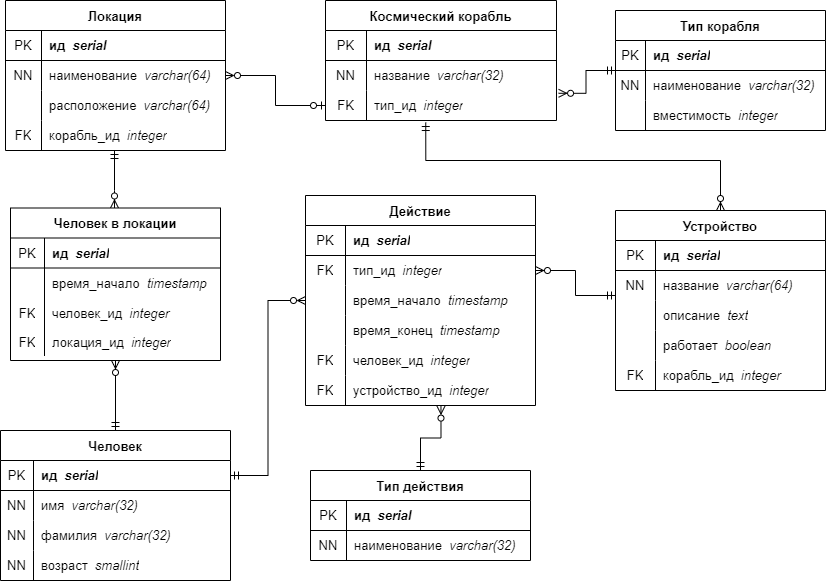 Локация
PK ид serial
NN наименование varchar(64)
расположение varchar(64)
FK корабль_ид integer
Космический корабль
PK ид serial
NN название varchar(32)
FK тип_ид integer
Тип корабля
PK ид serial
NN наименование varchar(32)
вместимость integer
Человек в локации
PK ид serial
время_начало timestamp
FK человек_ид integer
FK локация_ид integer
Действие
PK ид serial
FK тип_ид integer
время_начало timestamp
время_конец timestamp
FK человек_ид integer
FK устройство_ид integer
Устройство
PK ид serial
NN название varchar(64)
описание text
работает boolean
FK корабль_ид integer
Человек
PK ид serial
NN имя varchar(32)
NN фамилия varchar(32)
NN возраст smallint
Тип действия
PK ид serial
NN наименование varchar(32)